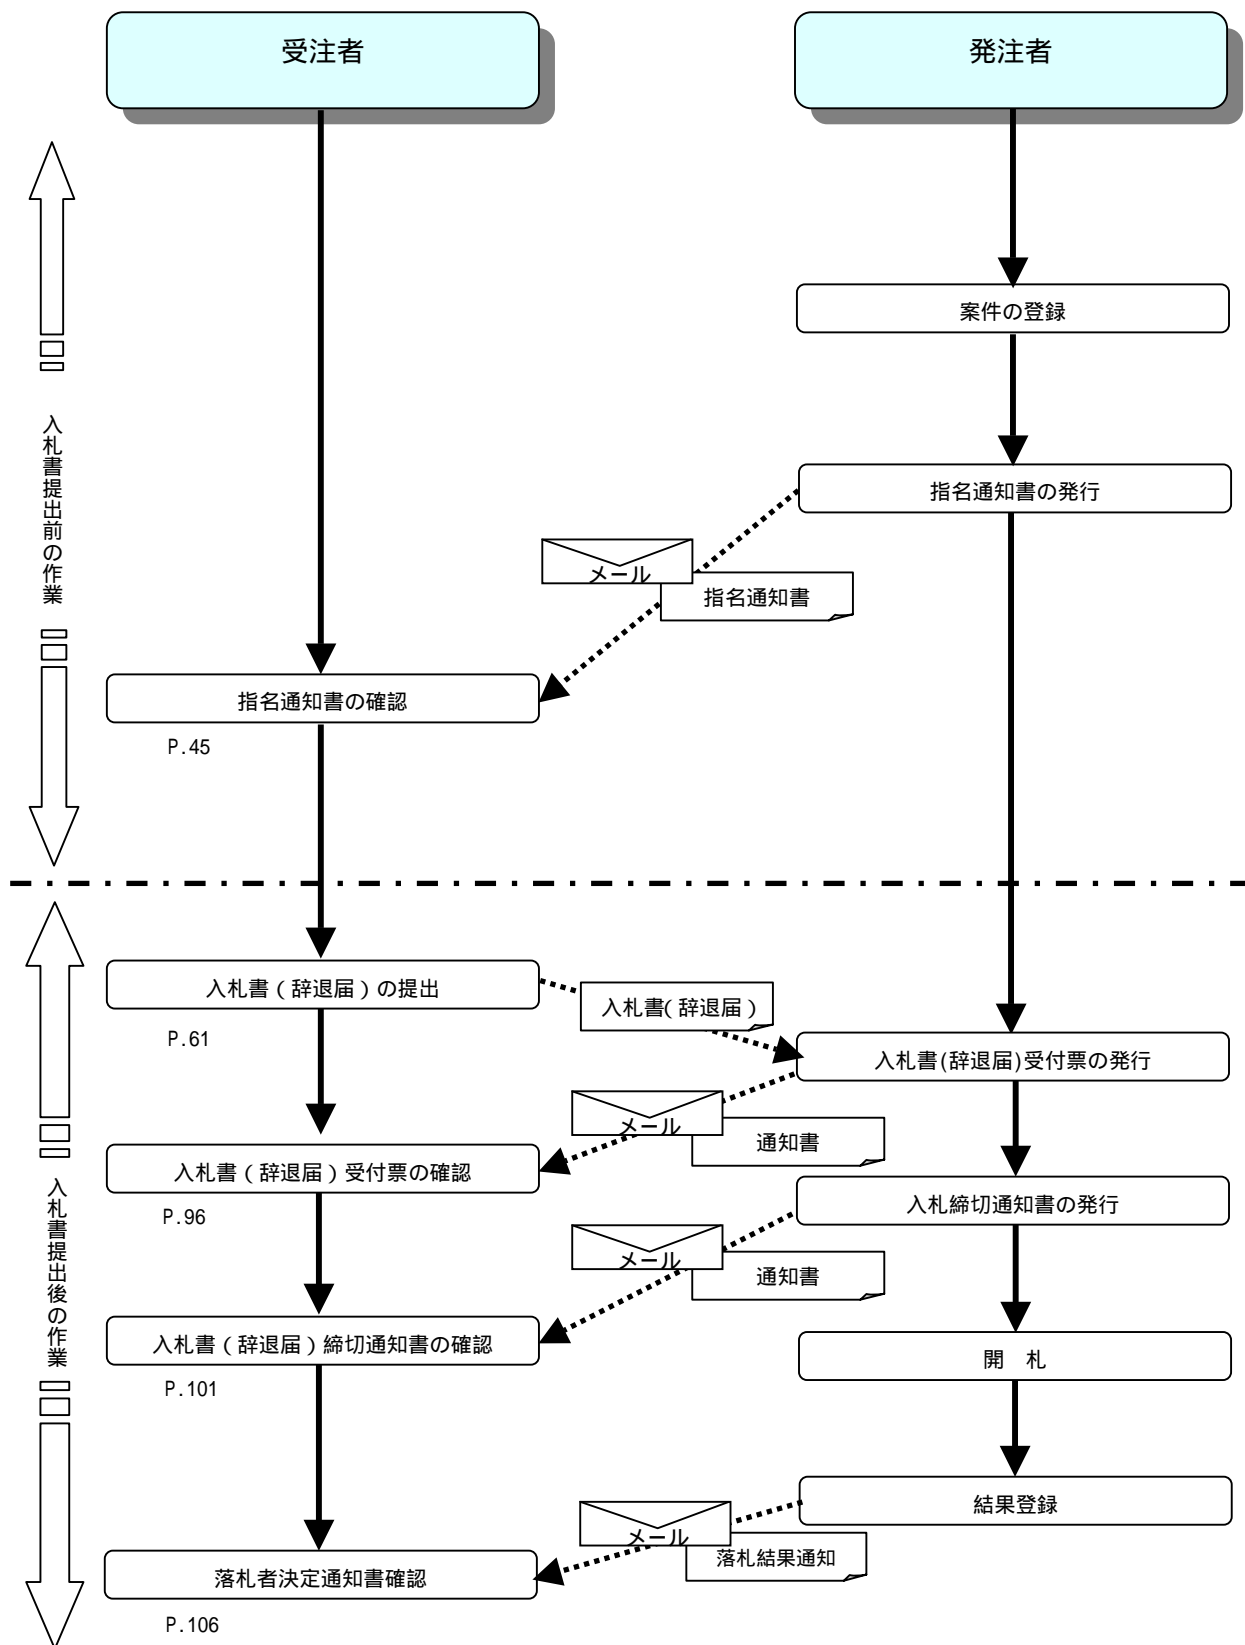 受注者
発注者
案件の登録
入札書提出前の作業
指名通知書の発行
メール
指名通知書
指名通知書の確認
P.45
入札書（辞退届）の提出
入札書（辞退届）
P.61
入札書(辞退届)受付票の発行
メール
通知書
入札書（辞退届）受付票の確認
P.96
入札締切通知書の発行
入札書提出後の作業
メール
通知書
入札書（辞退届）締切通知書の確認
P.101
開　札
結果登録
メール
落札結果通知
落札者決定通知書確認
P.106